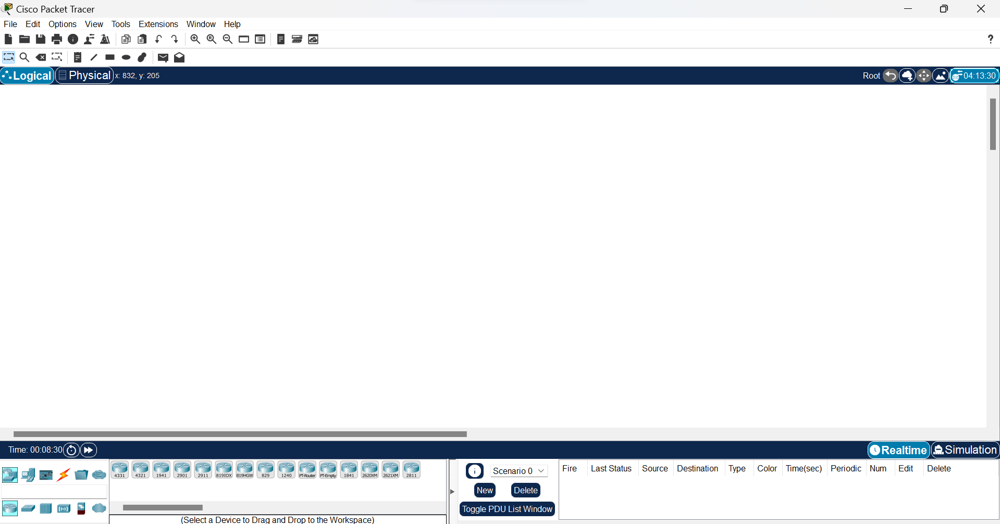 Cisco Packet Tracer
File Edit Options View Tools Extensions Window Help
?
Logical Physical x: 832, y: 205 Root 04:13:30
Time: 00:08:30 Realtime Simulation
4331 4321 1941 2901 2911 819IOX 819HGW 829 1240 PT-Router PT-Empty 1841 2620XM 2621XM 2811
Scenario 0
Fire Last Status Source Destination Type Color Time(sec) Periodic Num Edit Delete
New Delete
Toggle PDU List Window
(Select a Device to Drag and Drop to the Workspace)